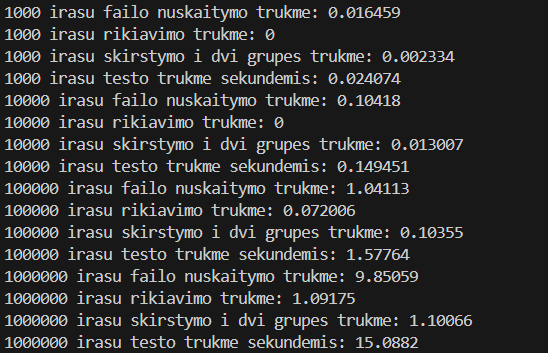 1000 irasu failo nuskaitymo trukme: 0.016459
1000 irasu rikiavimo trukme: 0
1000 irasu skirstymo i dvi grupes trukme: 0.002334
1000 irasu testo trukme sekundemis: 0.024074
10000 irasu failo nuskaitymo trukme: 0.10418
10000 irasu rikiavimo trukme: 0
10000 irasu skirstymo i dvi grupes trukme: 0.013007
10000 irasu testo trukme sekundemis: 0.149451
100000 irasu failo nuskaitymo trukme: 1.04113
100000 irasu rikiavimo trukme: 0.072006
100000 irasu skirstymo i dvi grupes trukme: 0.10355
100000 irasu testo trukme sekundemis: 1.57764
1000000 irasu failo nuskaitymo trukme: 9.85059
1000000 irasu rikiavimo trukme: 1.09175
1000000 irasu skirstymo i dvi grupes trukme: 1.10066
1000000 irasu testo trukme sekundemis: 15.0882